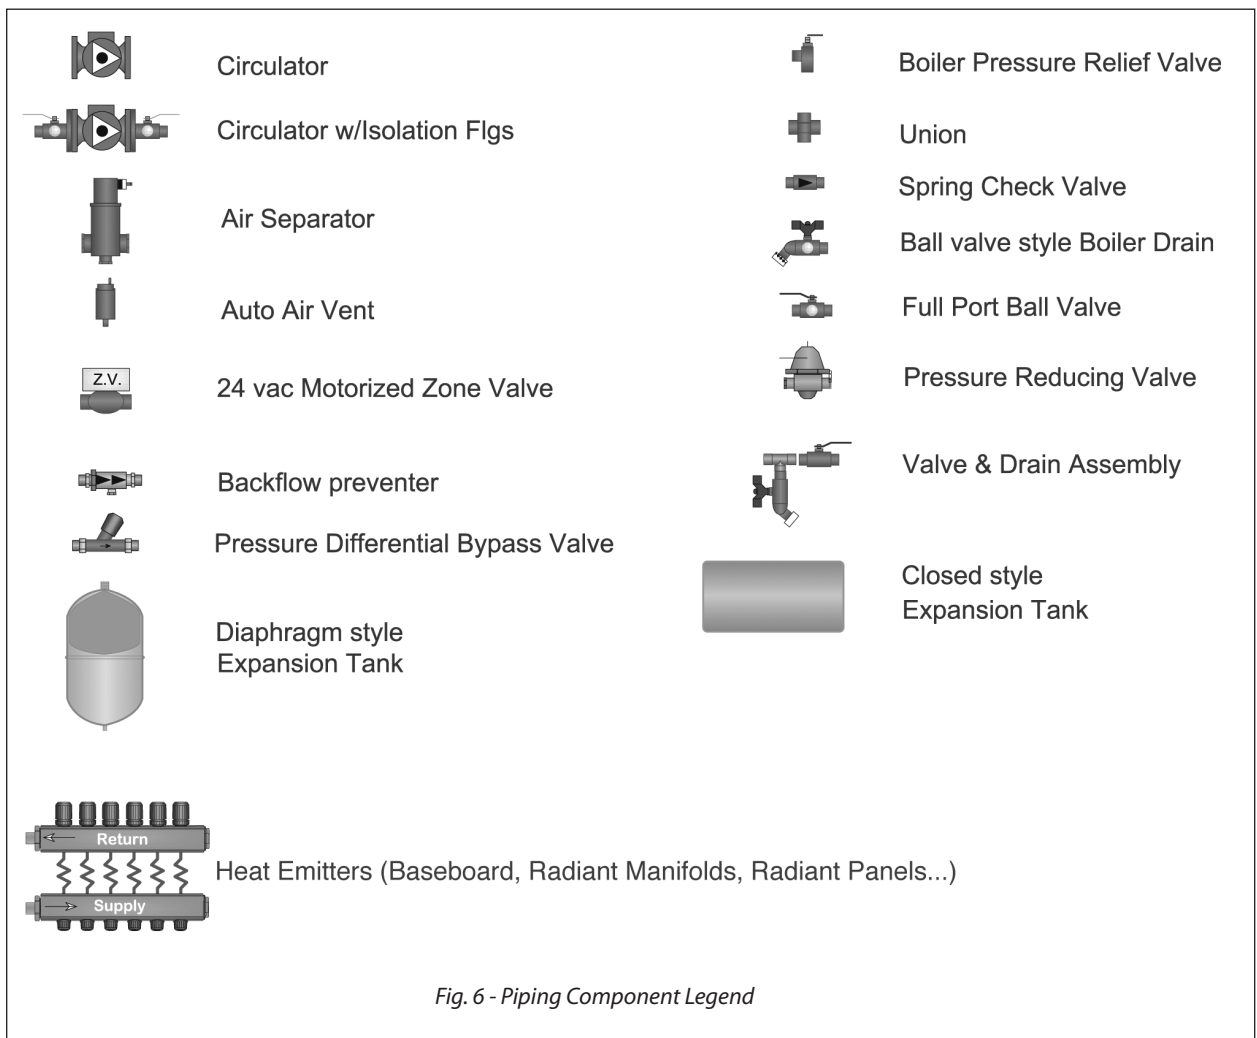 Circulator
Circulator w/Isolation Flgs
Air Separator
Auto Air Vent
Z.V.
24 vac Motorized Zone Valve
Backflow preventer
Pressure Differential Bypass Valve
Diaphragm style
Expansion Tank
Boiler Pressure Relief Valve
Union
Spring Check Valve
Ball valve style Boiler Drain
Full Port Ball Valve
Pressure Reducing Valve
Valve & Drain Assembly
Closed style
Expansion Tank
Return
Heat Emitters (Baseboard, Radiant Manifolds, Radiant Panels...)
Supply
Fig. 6 - Piping Component Legend